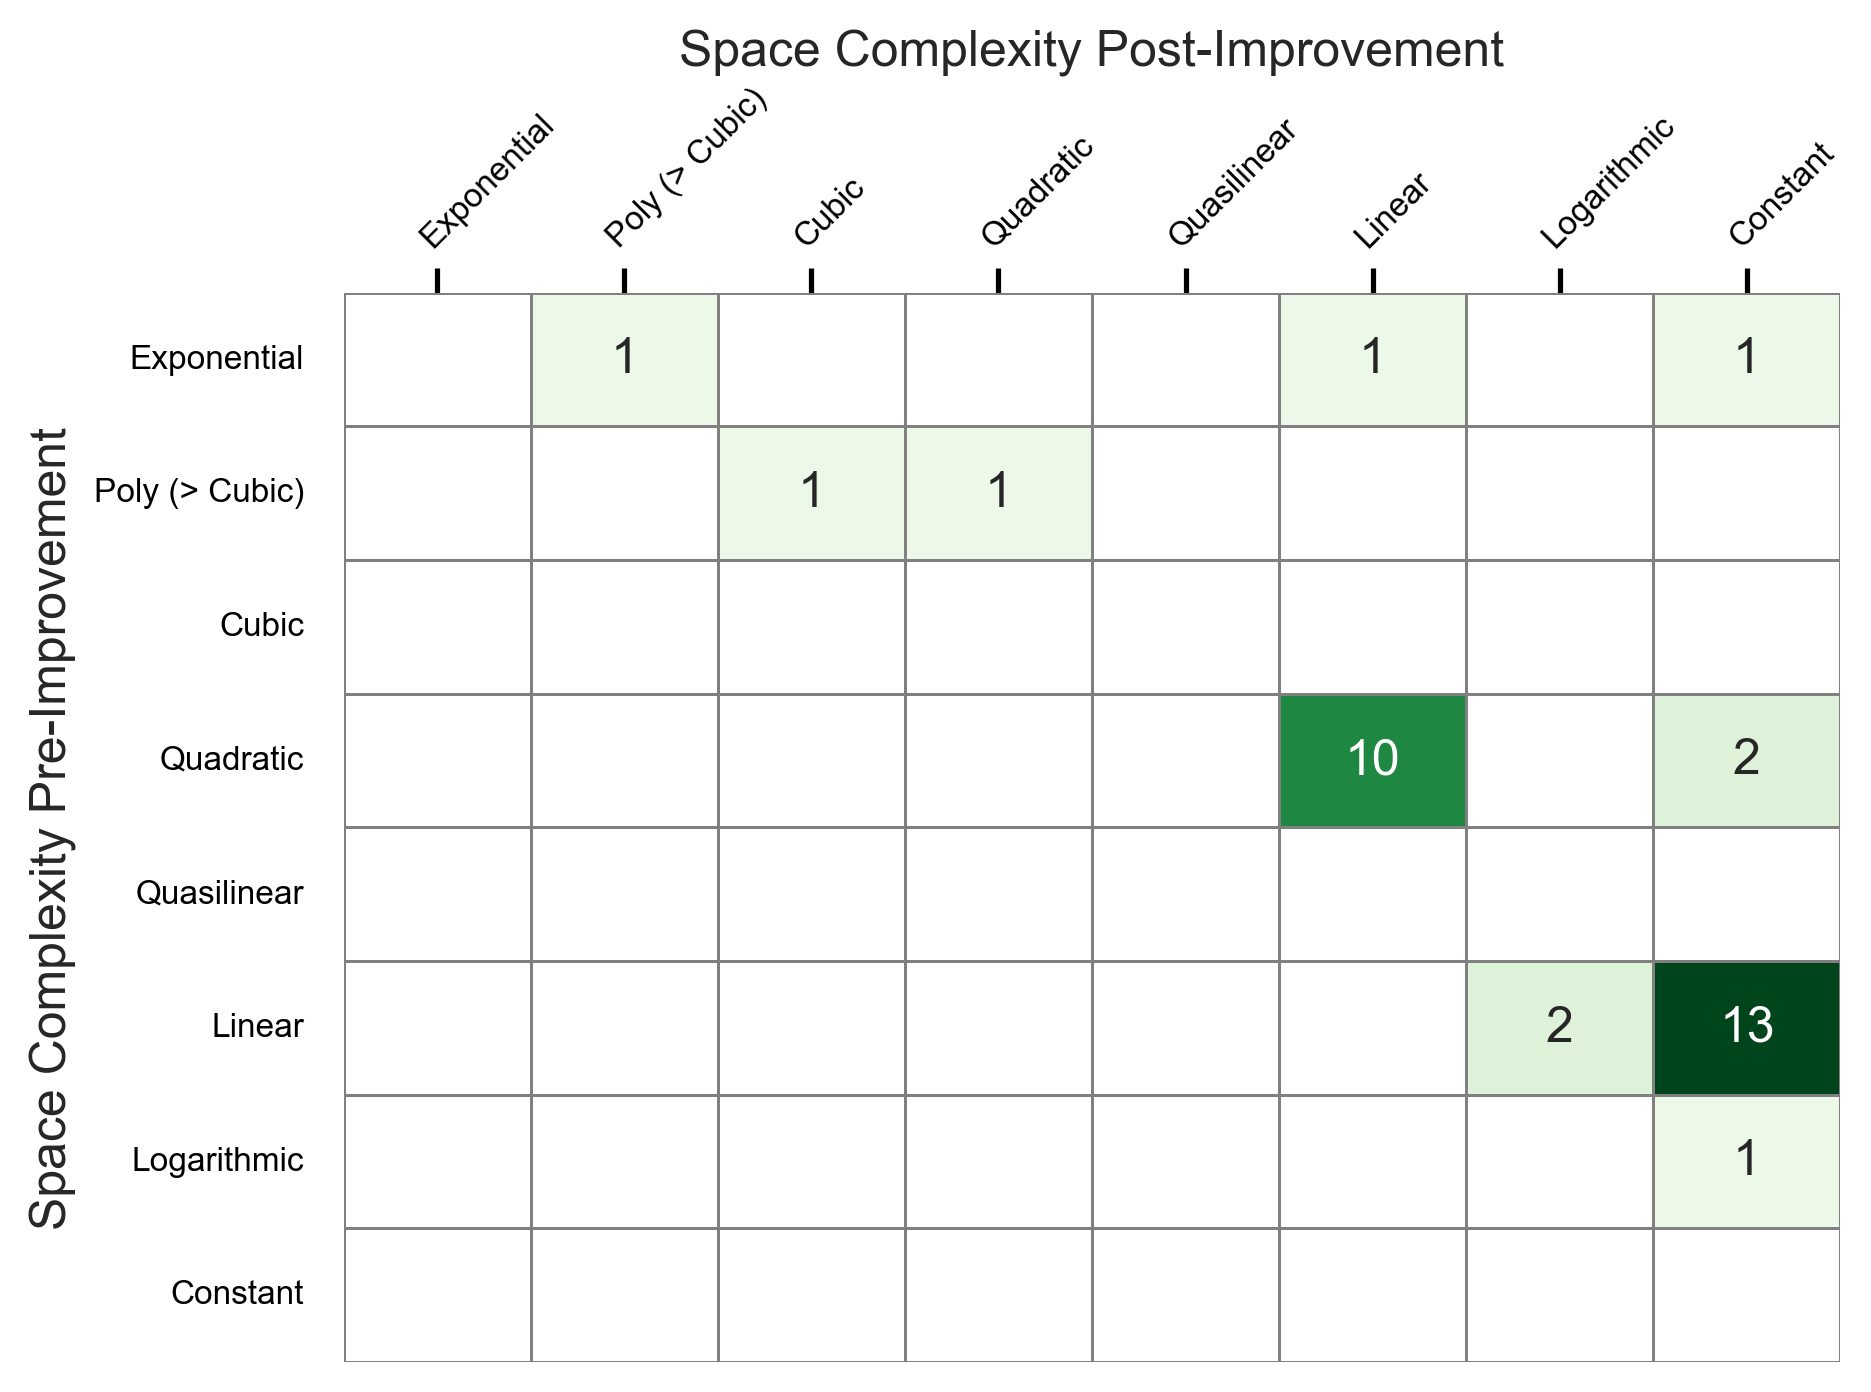 Space Complexity Post-Improvement
Exponential
Poly (> Cubic)
Cubic
Quadratic
Quasilinear
Linear
Logarithmic
Constant
Space Complexity Pre-Improvement
Exponential 1 1 1
Poly (> Cubic) 1 1
Cubic
Quadratic 10 2
Quasilinear
Linear 2 13
Logarithmic 1
Constant